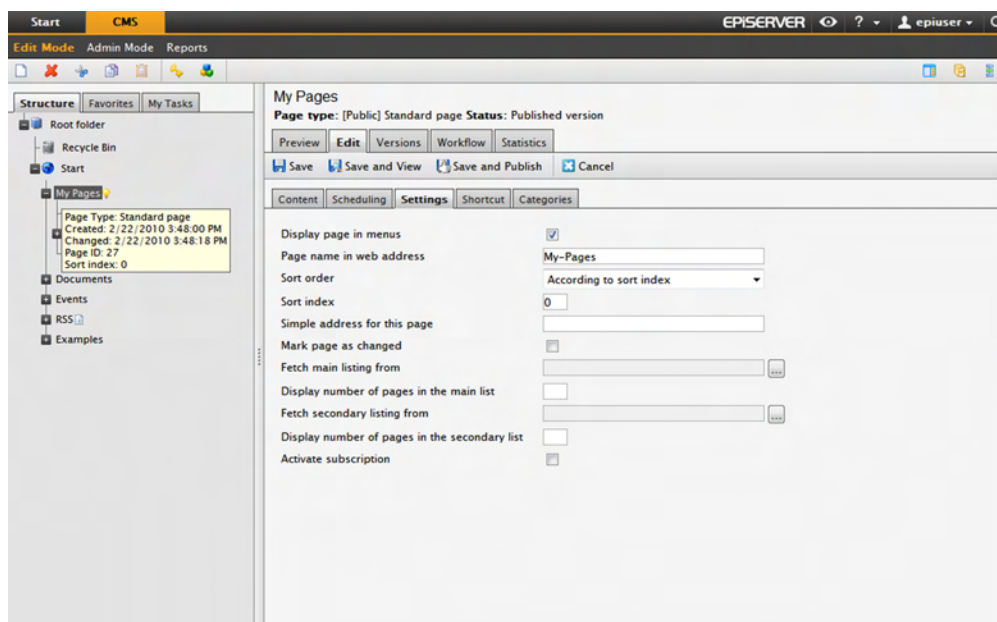 Start CMS EPiSERVER ? epiuser
Edit Mode Admin Mode Reports
Structure Favorites My Tasks
Root folder
Recycle Bin
Start
My Pages
Page Type: Standard page
Created: 2/22/2010 3:48:00 PM
Changed: 2/22/2010 3:48:18 PM
Page ID: 27
Sort index: 0
Documents
Events
RSS
Examples
My Pages
Page type: [Public] Standard page Status: Published version
Preview Edit Versions Workflow Statistics
Save Save and View Save and Publish Cancel
Content Scheduling Settings Shortcut Categories
Display page in menus
Page name in web address My-Pages
Sort order According to sort index
Sort index 0
Simple address for this page
Mark page as changed
Fetch main listing from ...
Display number of pages in the main list
Fetch secondary listing from ...
Display number of pages in the secondary list
Activate subscription